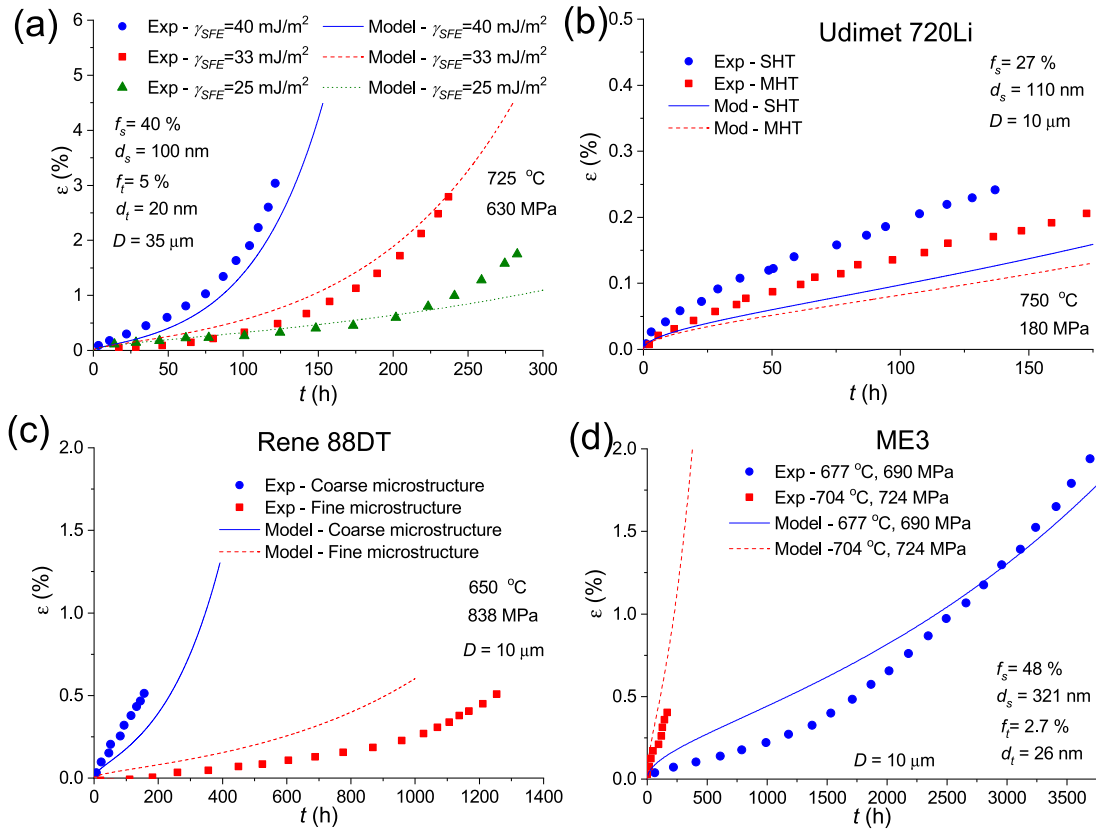 (a)
Exp - γSFE=40 mJ/m² Model - γSFE=40 mJ/m²
Exp - γSFE=33 mJ/m² Model - γSFE=33 mJ/m²
Exp - γSFE=25 mJ/m² Model - γSFE=25 mJ/m²
fs= 40 %
ds = 100 nm
ft= 5 %
dt = 20 nm
D = 35 μm
725 °C
630 MPa
ε (%)
6
5
4
3
2
1
0
0 50 100 150 200 250 300
t (h)
(b)
Udimet 720Li
Exp - SHT
Exp - MHT
Mod - SHT
Mod - MHT
fs = 27 %
ds = 110 nm
D = 10 μm
750 °C
180 MPa
ε (%)
0.5
0.4
0.3
0.2
0.1
0.0
0 50 100 150
t (h)
(c)
Rene 88DT
Exp - Coarse microstructure
Exp - Fine microstructure
Model - Coarse microstructure
Model - Fine microstructure
650 °C
838 MPa
D = 10 μm
ε (%)
2.0
1.5
1.0
0.5
0.0
0 200 400 600 800 1000 1200 1400
t (h)
(d)
ME3
Exp - 677 °C, 690 MPa
Exp -704 °C, 724 MPa
Model - 677 °C, 690 MPa
Model -704 °C, 724 MPa
fs = 48 %
ds = 321 nm
ft = 2.7 %
dt = 26 nm
D = 10 μm
ε (%)
2.0
1.5
1.0
0.5
0.0
0 500 1000 1500 2000 2500 3000 3500
t (h)